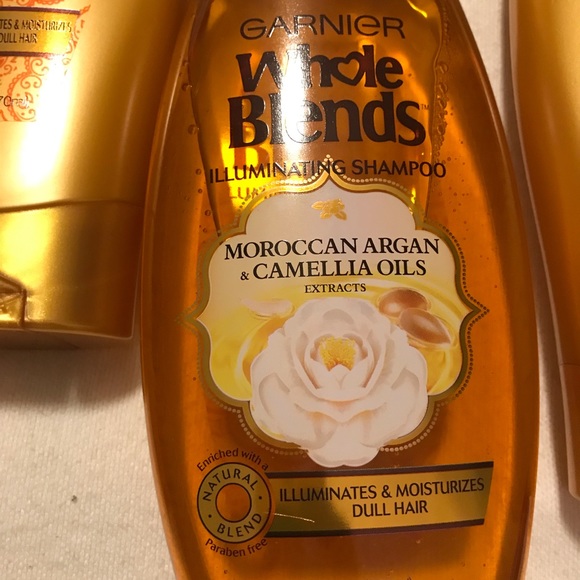 GARNIER
Whole
Blends™
ILLUMINATING SHAMPOO
MOROCCAN ARGAN
& CAMELLIA OILS
EXTRACTS
Enriched with a
NATURAL
BLEND
Paraben free
ILLUMINATES & MOISTURIZES
DULL HAIR
ATES & MOISTURIZES
DULL HAIR